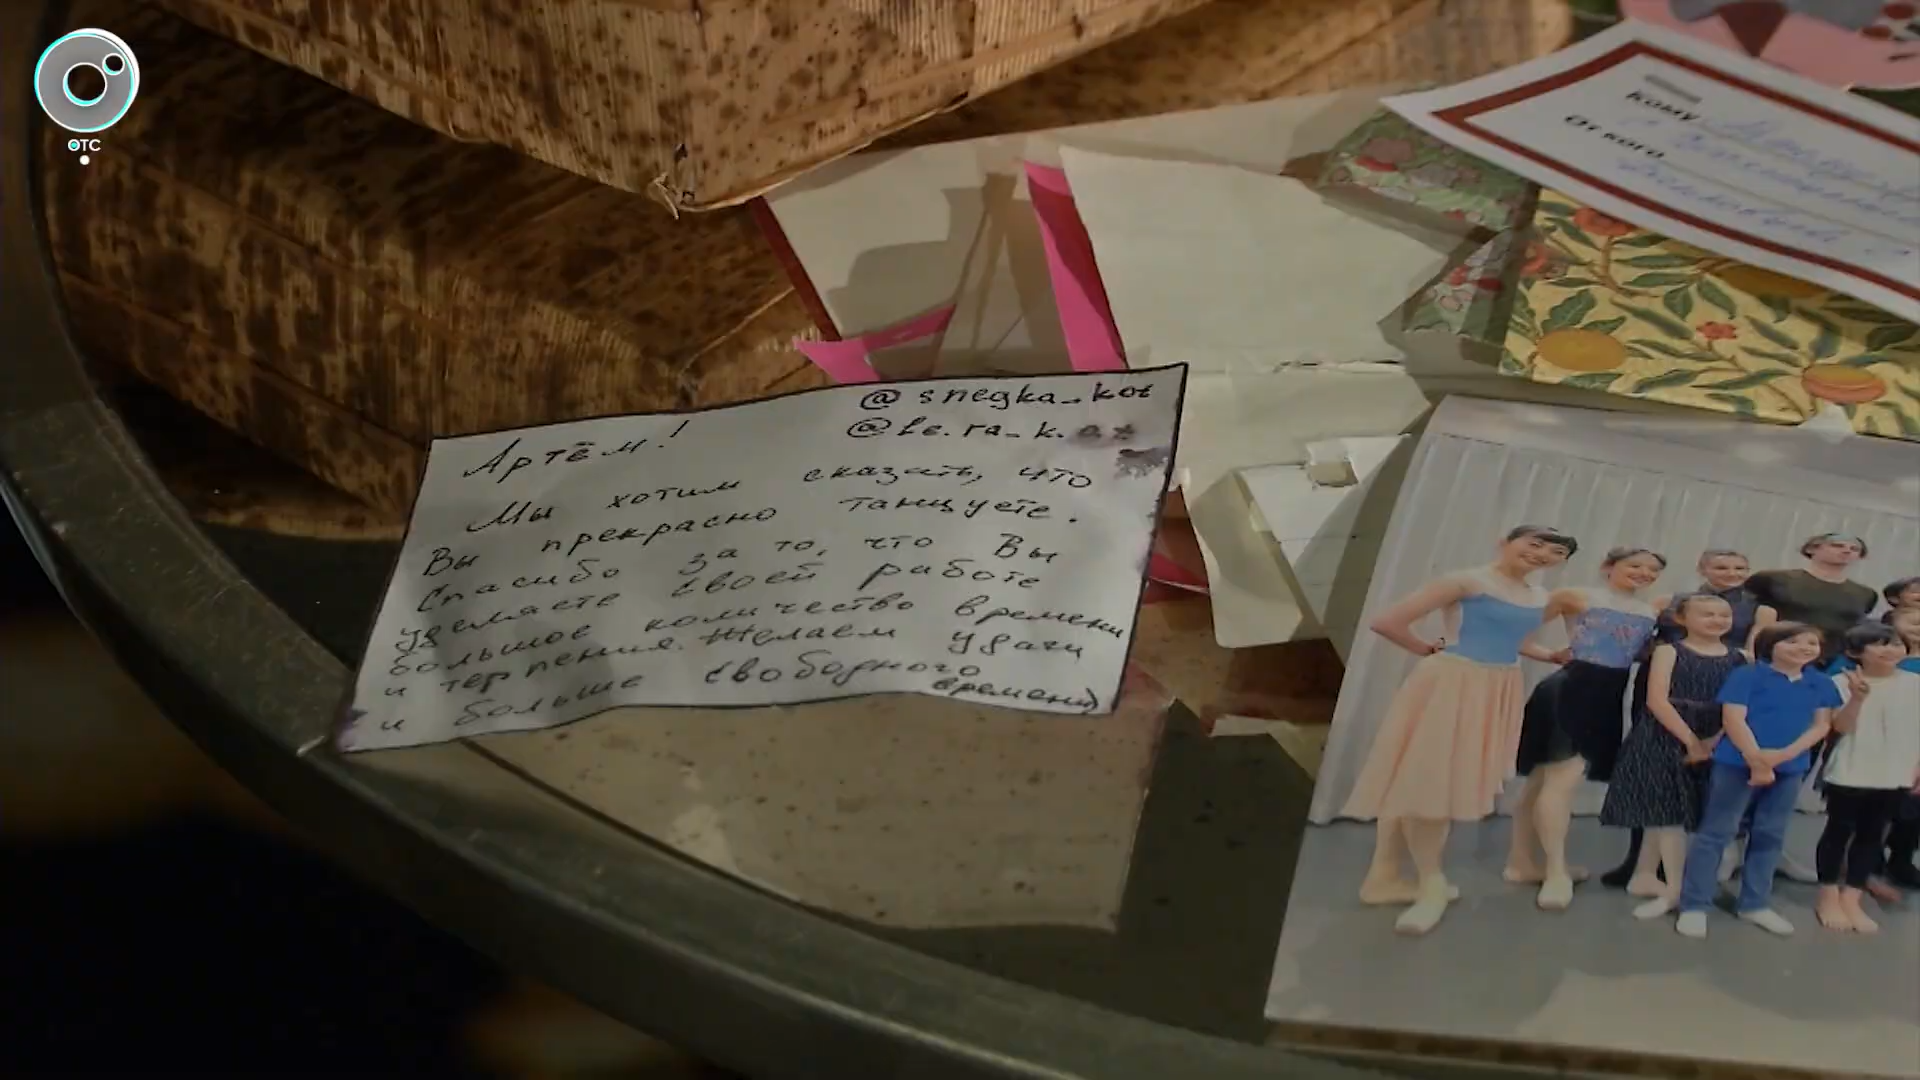 ОТС
@snegka_kot
@le.ra_k.at
Артём!
Мы хотим сказать, что
Вы прекрасно танцуете.
Спасибо за то, что Вы
уделяете своей работе
большое количество времени
и терпения. Желаем удачи
и больше свободного
времени)
Кому
От кого